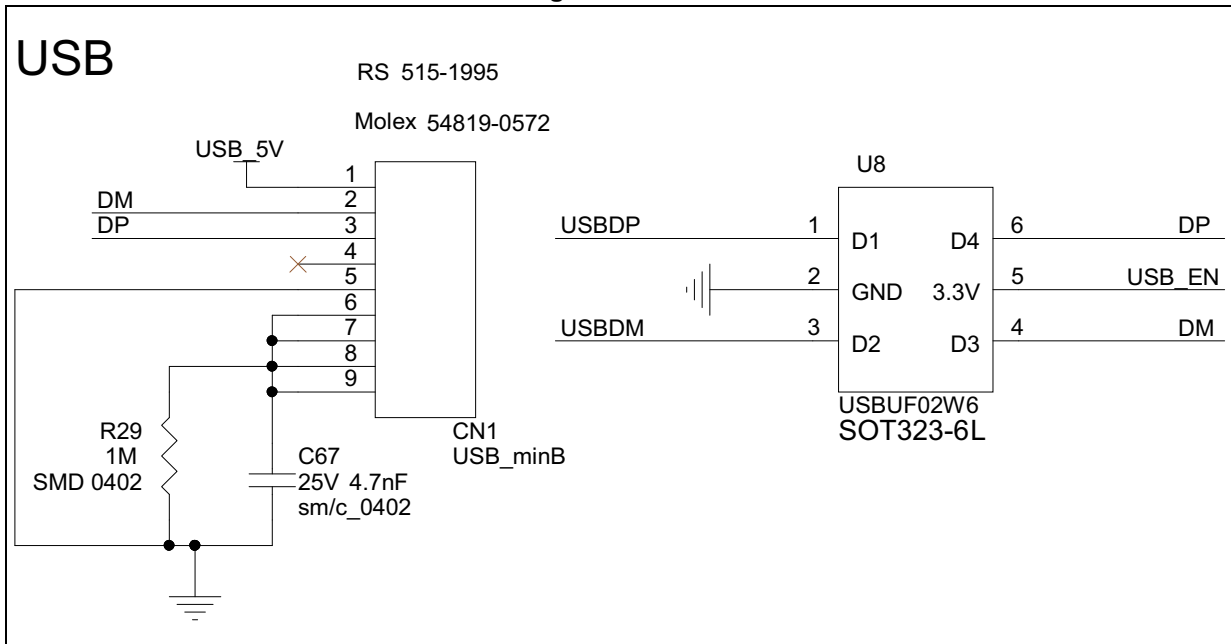 USB
RS 515-1995
Molex 54819-0572
USB_5V
1
DM
2
DP
3
4
5
6
7
8
9
R29
1M
SMD 0402
C67
25V 4.7nF
sm/c_0402
CN1
USB_minB
U8
USBDP
1
D1
D4
6
DP
2
GND
3.3V
5
USB_EN
USBDM
3
D2
D3
4
DM
USBUF02W6
SOT323-6L